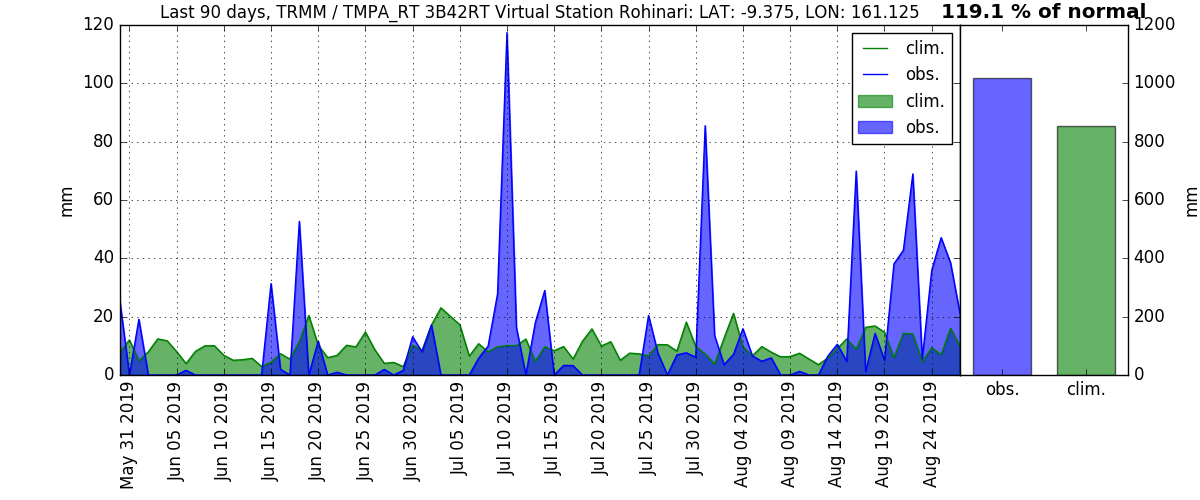 Last 90 days, TRMM / TMPA_RT 3B42RT Virtual Station Rohinari: LAT: -9.375, LON: 161.125 119.1 % of normal
120 1200
100 1000
80 800
60 600
40 400
20 200
0 0
mm mm
clim.
obs.
clim.
obs.
obs. clim.
May 31 2019
Jun 05 2019
Jun 10 2019
Jun 15 2019
Jun 20 2019
Jun 25 2019
Jun 30 2019
Jul 05 2019
Jul 10 2019
Jul 15 2019
Jul 20 2019
Jul 25 2019
Jul 30 2019
Aug 04 2019
Aug 09 2019
Aug 14 2019
Aug 19 2019
Aug 24 2019